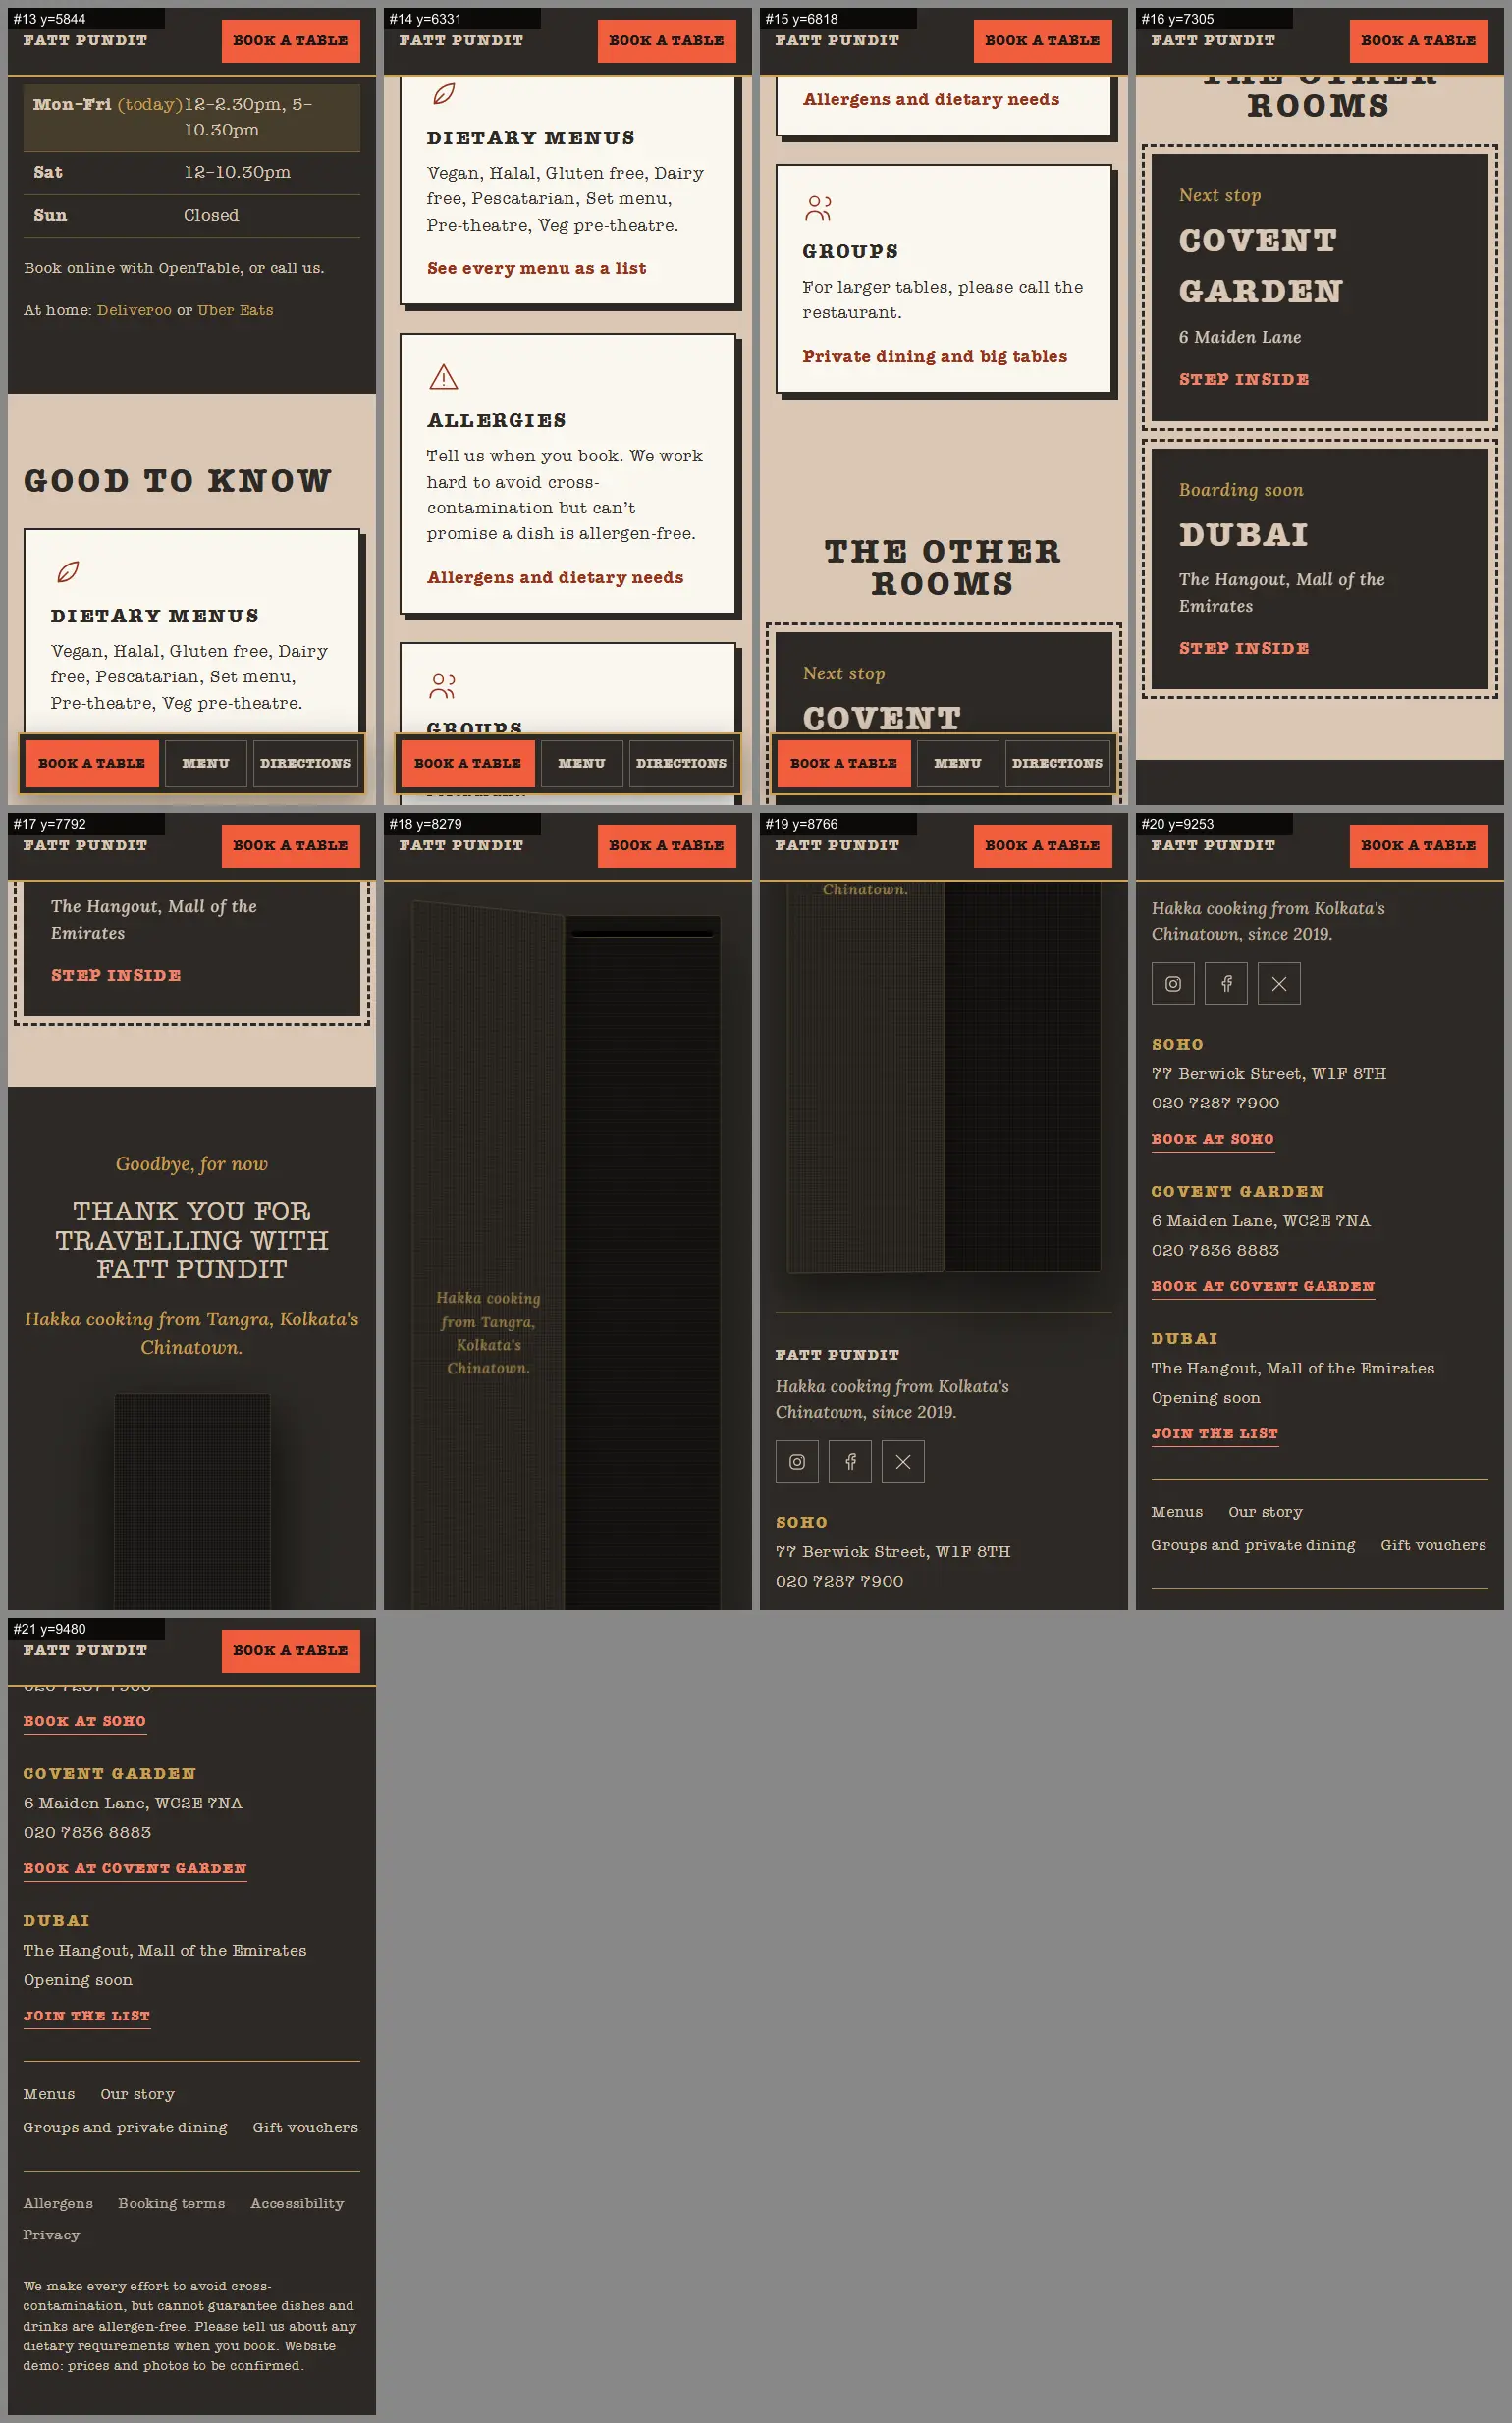 #13 y=5844
FATT PUNDIT
BOOK A TABLE
Mon–Fri (today) 12–2.30pm, 5–
10.30pm
Sat 12–10.30pm
Sun Closed
Book online with OpenTable, or call us.
At home: Deliveroo or Uber Eats
GOOD TO KNOW
DIETARY MENUS
Vegan, Halal, Gluten free, Dairy
free, Pescatarian, Set menu,
Pre-theatre, Veg pre-theatre.
BOOK A TABLE MENU DIRECTIONS
#14 y=6331
FATT PUNDIT
BOOK A TABLE
DIETARY MENUS
Vegan, Halal, Gluten free, Dairy
free, Pescatarian, Set menu,
Pre-theatre, Veg pre-theatre.
See every menu as a list
ALLERGIES
Tell us when you book. We work
hard to avoid cross-
contamination but can’t
promise a dish is allergen-free.
Allergens and dietary needs
GROUPS
BOOK A TABLE MENU DIRECTIONS
#15 y=6818
FATT PUNDIT
BOOK A TABLE
Allergens and dietary needs
GROUPS
For larger tables, please call the
restaurant.
Private dining and big tables
THE OTHER
ROOMS
Next stop
COVENT
BOOK A TABLE MENU DIRECTIONS
#16 y=7305
FATT PUNDIT
BOOK A TABLE
THE OTHER
ROOMS
Next stop
COVENT
GARDEN
6 Maiden Lane
STEP INSIDE
Boarding soon
DUBAI
The Hangout, Mall of the
Emirates
STEP INSIDE
#17 y=7792
FATT PUNDIT
BOOK A TABLE
The Hangout, Mall of the
Emirates
STEP INSIDE
Goodbye, for now
THANK YOU FOR
TRAVELLING WITH
FATT PUNDIT
Hakka cooking from Tangra, Kolkata's
Chinatown.
#18 y=8279
FATT PUNDIT
BOOK A TABLE
Hakka cooking
from Tangra,
Kolkata's
Chinatown.
#19 y=8766
FATT PUNDIT
BOOK A TABLE
Chinatown.
FATT PUNDIT
Hakka cooking from Kolkata's
Chinatown, since 2019.
SOHO
77 Berwick Street, W1F 8TH
020 7287 7900
#20 y=9253
FATT PUNDIT
BOOK A TABLE
Hakka cooking from Kolkata's
Chinatown, since 2019.
SOHO
77 Berwick Street, W1F 8TH
020 7287 7900
BOOK AT SOHO
COVENT GARDEN
6 Maiden Lane, WC2E 7NA
020 7836 8883
BOOK AT COVENT GARDEN
DUBAI
The Hangout, Mall of the Emirates
Opening soon
JOIN THE LIST
Menus Our story
Groups and private dining Gift vouchers
#21 y=9480
FATT PUNDIT
BOOK A TABLE
020 7287 7900
BOOK AT SOHO
COVENT GARDEN
6 Maiden Lane, WC2E 7NA
020 7836 8883
BOOK AT COVENT GARDEN
DUBAI
The Hangout, Mall of the Emirates
Opening soon
JOIN THE LIST
Menus Our story
Groups and private dining Gift vouchers
Allergens Booking terms Accessibility
Privacy
We make every effort to avoid cross-
contamination, but cannot guarantee dishes and
drinks are allergen-free. Please tell us about any
dietary requirements when you book. Website
demo: prices and photos to be confirmed.